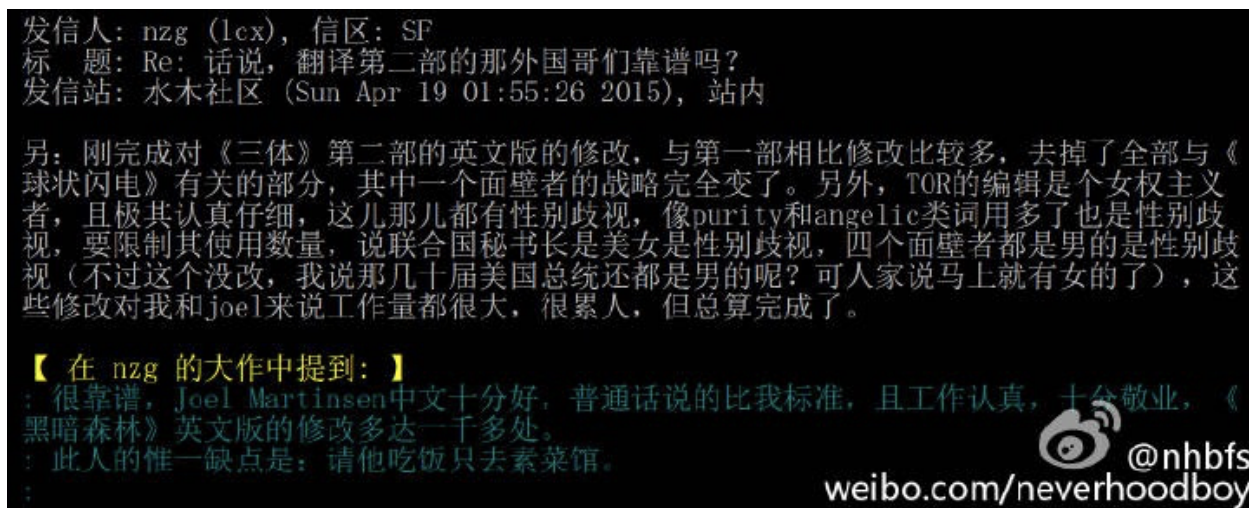 发信人: nzg (lcx), 信区: SF
标  题: Re: 话说，翻译第二部的那外国哥们靠谱吗？
发信站: 水木社区 (Sun Apr 19 01:55:26 2015), 站内
另：刚完成对《三体》第二部的英文版的修改，与第一部相比修改比较多，去掉了全部与《
球状闪电》有关的部分，其中一个面壁者的战略完全变了。另外，TOR的编辑是个女权主义
者，且极其认真仔细，这儿那儿都有性别歧视，像purity和angelic类词用多了也是性别歧
视，要限制其使用数量，说联合国秘书长是美女是性别歧视，四个面壁者都是男的是性别歧
视（不过这个没改，我说那几十届美国总统还都是男的呢？可人家说马上就有女的了），这
些修改对我和joel来说工作量都很大，很累人，但总算完成了。
【 在 nzg 的大作中提到: 】
: 很靠谱，Joel Martinsen中文十分好，普通话说的比我标准，且工作认真，十分敬业，《
黑暗森林》英文版的修改多达一千多处。
: 此人的惟一缺点是：请他吃饭只去素菜馆。
:
@nhbfs
weibo.com/neverhoodboy